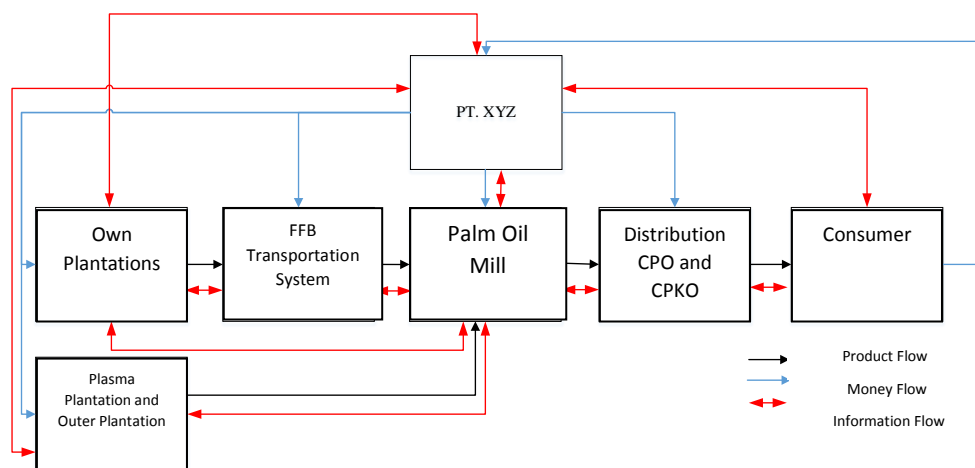 PT. XYZ
Own
Plantations
FFB
Transportation
System
Palm Oil
Mill
Distribution
CPO and
CPKO
Consumer
Plasma
Plantation and
Outer Plantation
Product Flow
Money Flow
Information Flow